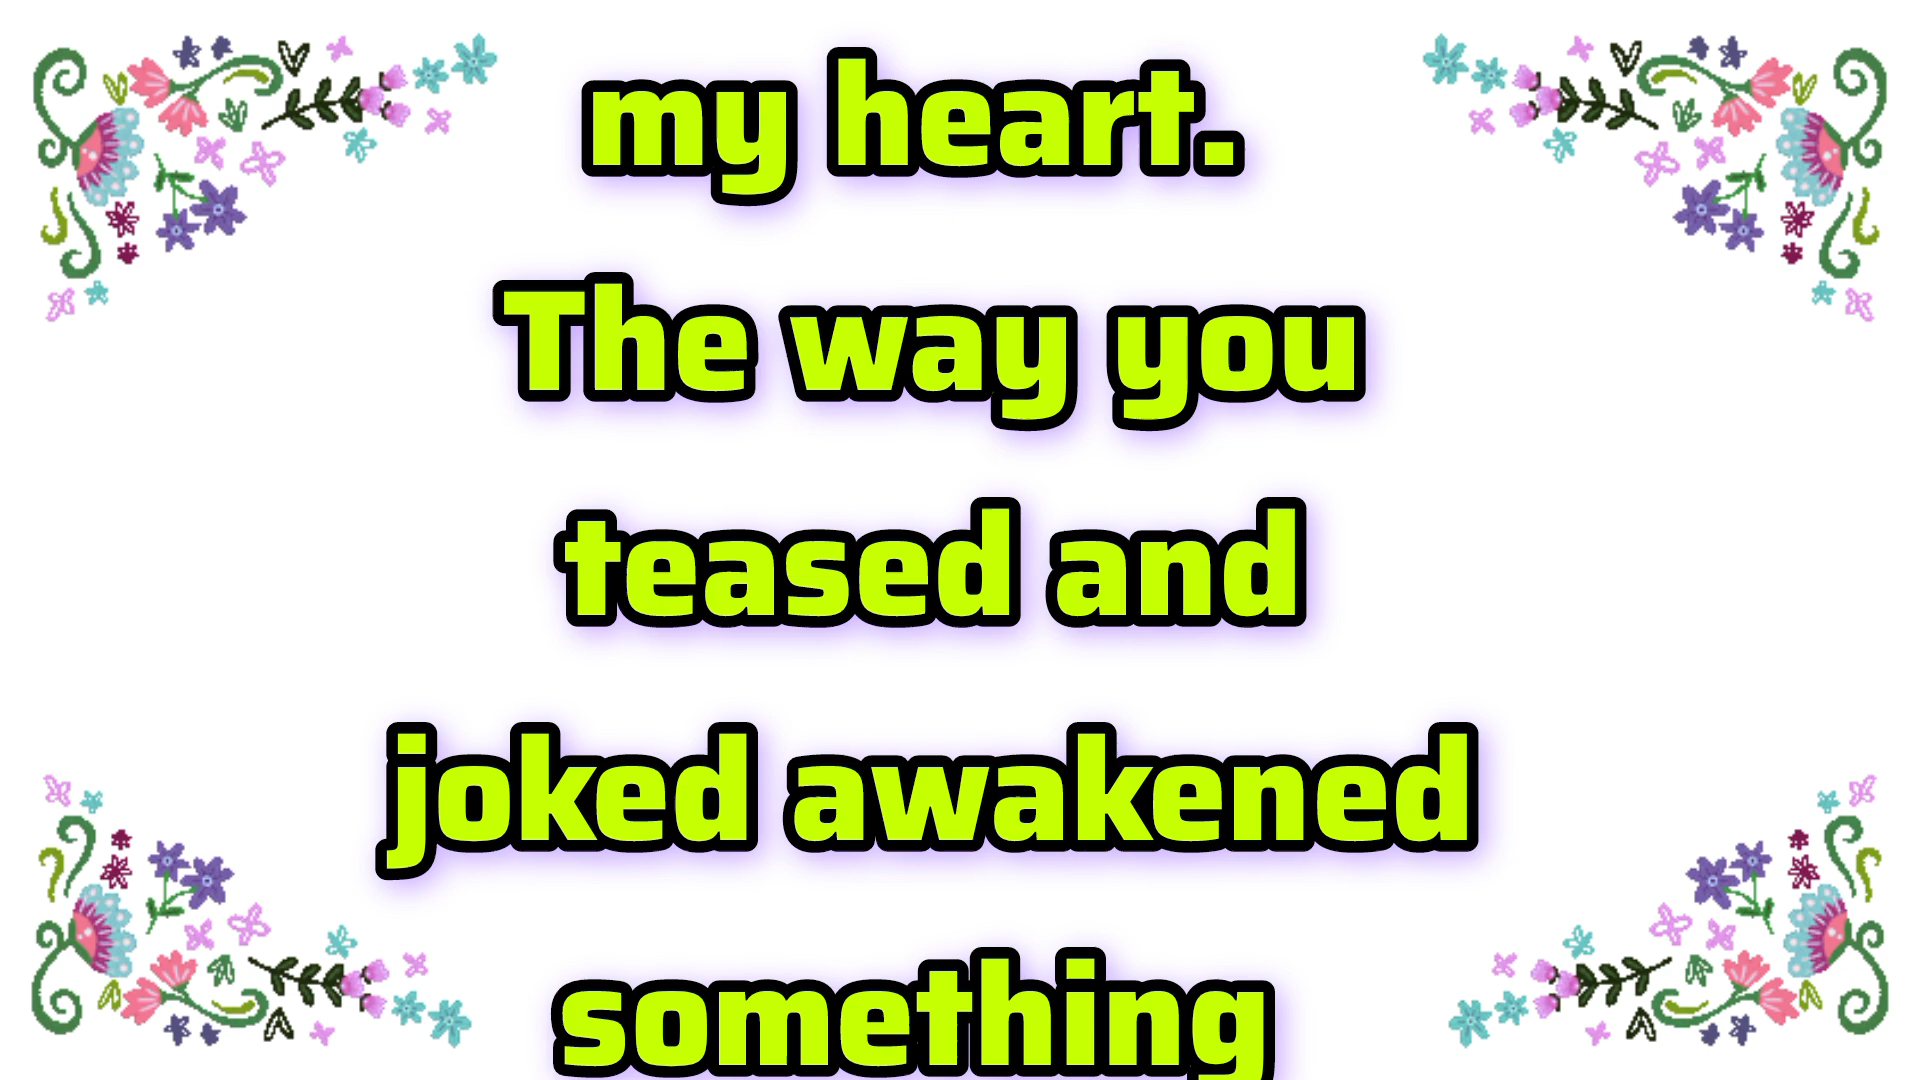 my heart.
The way you
teased and
joked awakened
something